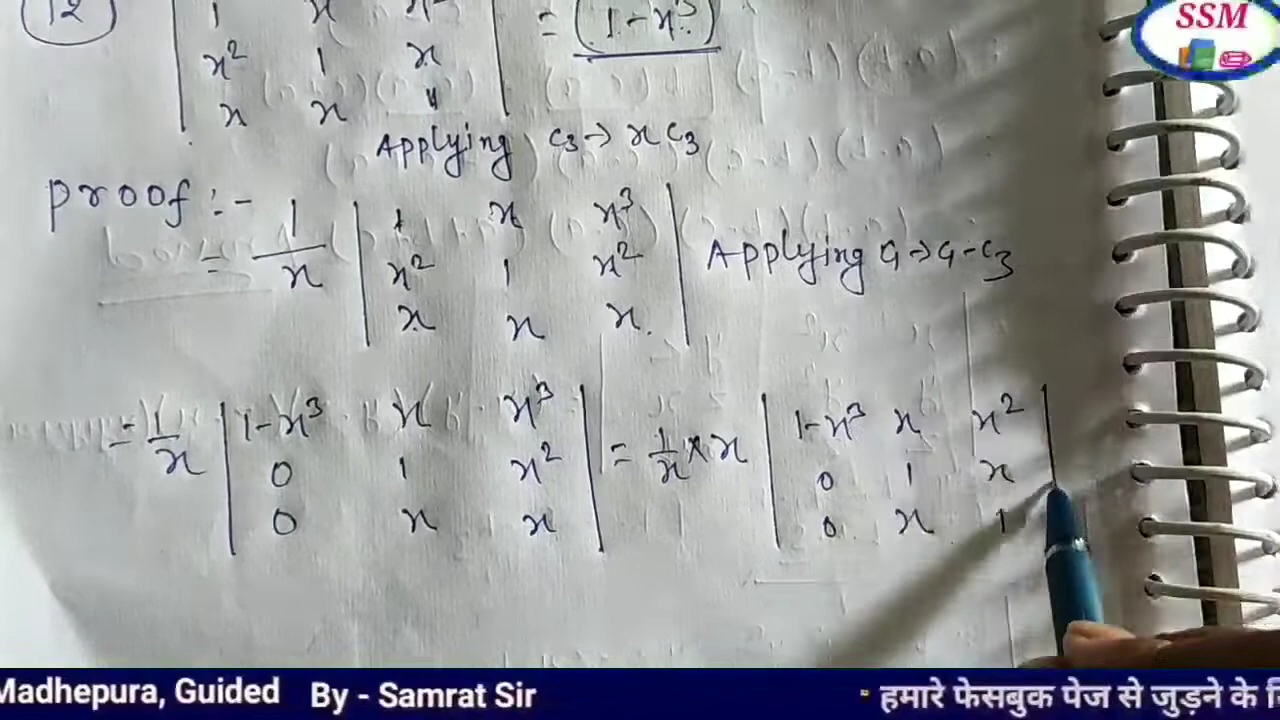 SSM
(12) | 1 x x² | = (1-x³)
| x² 1 x |
| x x 1 |
Applying C3→xC3
Proof:-
= 1/x | 1 x x³ | Applying C1→C1-C3
| x² 1 x² |
| x x x |
= 1/x | 1-x³ x x³ | = 1/x × x | 1-x³ x x² |
| 0 1 x² | | 0 1 x |
| 0 x x | | 0 x 1 |
Madhepura, Guided By - Samrat Sir
हमारे फेसबुक पेज से जुड़ने के